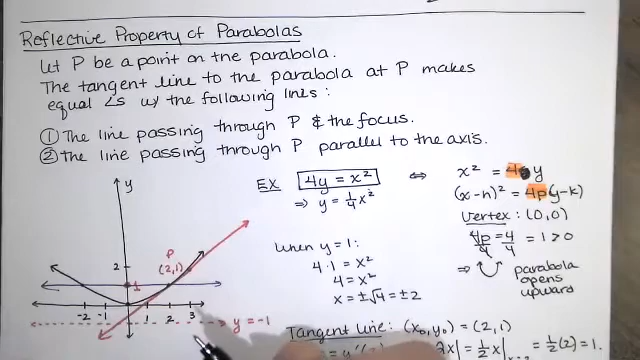 Reflective Property of Parabolas
Let P be a point on the parabola.
The tangent line to the parabola at P makes
equal ∠s w/ the following lines:
① The line passing through P & the focus.
② the line passing through P parallel to the axis.
EX 4y = x² ⇔ x² = 4 y
⇒ y = ¼x²
(x-h)² = 4p(y-k)
Vertex: (0,0)
4p/4 = 4/4 = 1 > 0
⇒ parabola
opens
upward
When y = 1:
4·1 = x²
4 = x²
x = ±√4 = ±2
Tangent line: (x₀, y₀) = (2,1)
= ½(2) = 1.
y
P
(2,1)
2
1
-2 -1 1 2 3
y = -1